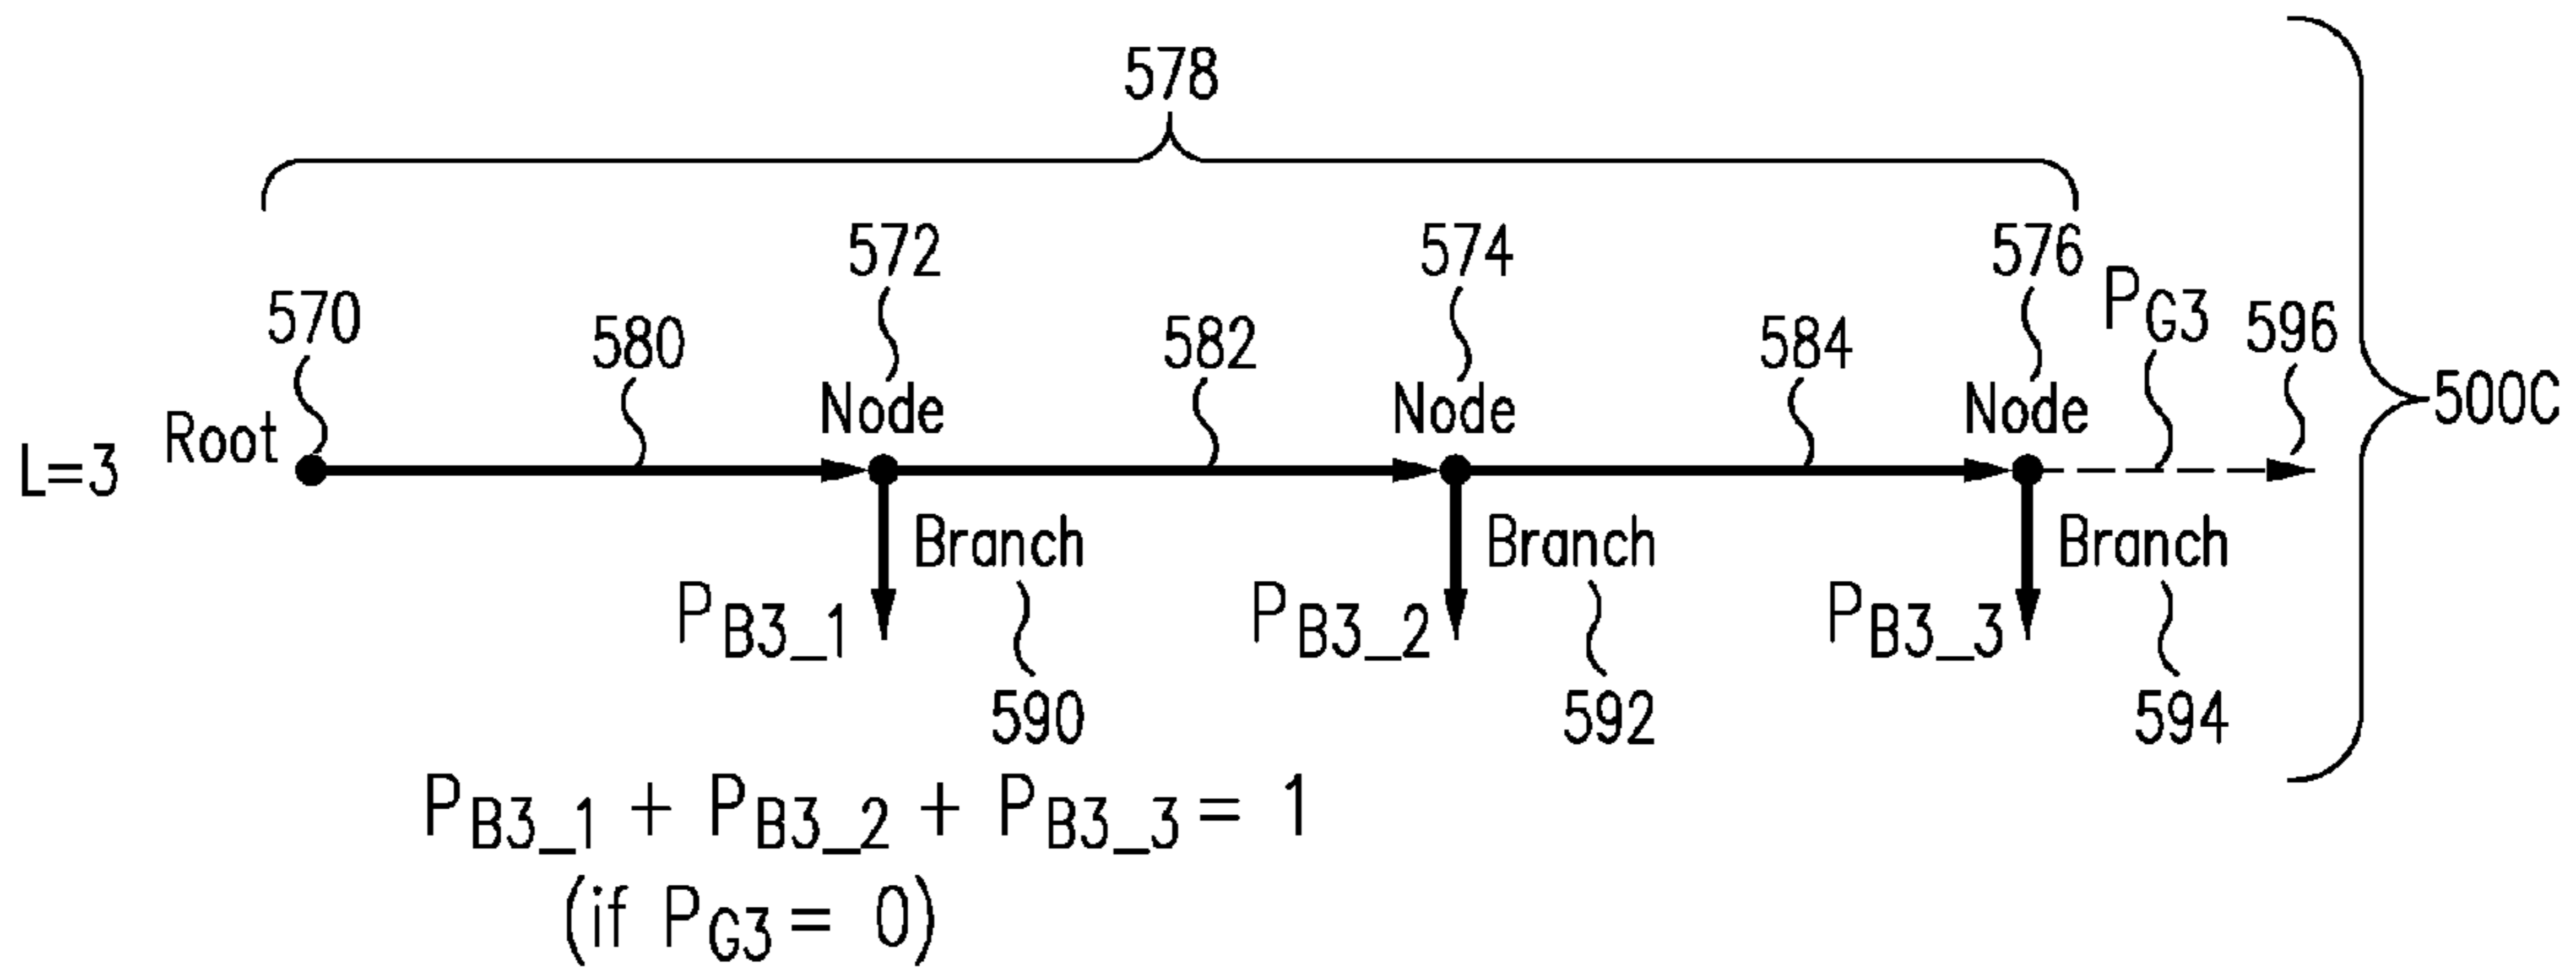 578
572 574 576
570 580 582 584 P_G3 596
Root Node Node Node 500C
L=3
Branch Branch Branch
P_B3_1 P_B3_2 P_B3_3
590 592 594
P_B3_1 + P_B3_2 + P_B3_3 = 1
(if P_G3 = 0)